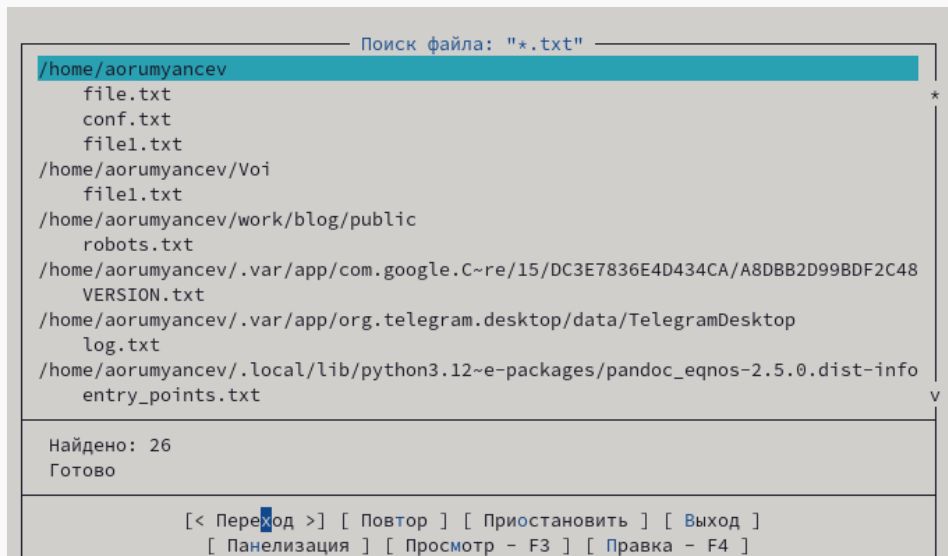 Поиск файла: "*.txt"
/home/aorumyancev
file.txt
conf.txt
file1.txt
/home/aorumyancev/Voi
file1.txt
/home/aorumyancev/work/blog/public
robots.txt
/home/aorumyancev/.var/app/com.google.C~re/15/DC3E7836E4D434CA/A8DBB2D99BDF2C48
VERSION.txt
/home/aorumyancev/.var/app/org.telegram.desktop/data/TelegramDesktop
log.txt
/home/aorumyancev/.local/lib/python3.12~e-packages/pandoc_eqnos-2.5.0.dist-info
entry_points.txt
Найдено: 26
Готово
[< Переход >] [ Повтор ] [ Приостановить ] [ Выход ]
[ Панелизация ] [ Просмотр - F3 ] [ Правка - F4 ]